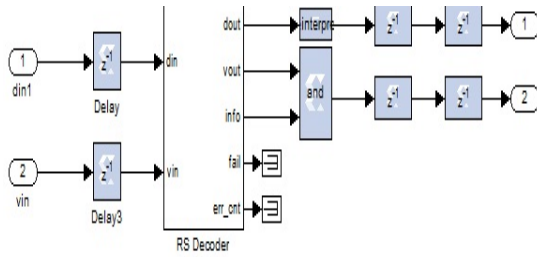 dout
interpre
z-1
z-1
1
1
din1
z-1
Delay
din
vout
and
z-1
z-1
2
info
2
vin
z-1
Delay3
vin
fail
err_cnt
RS Decoder